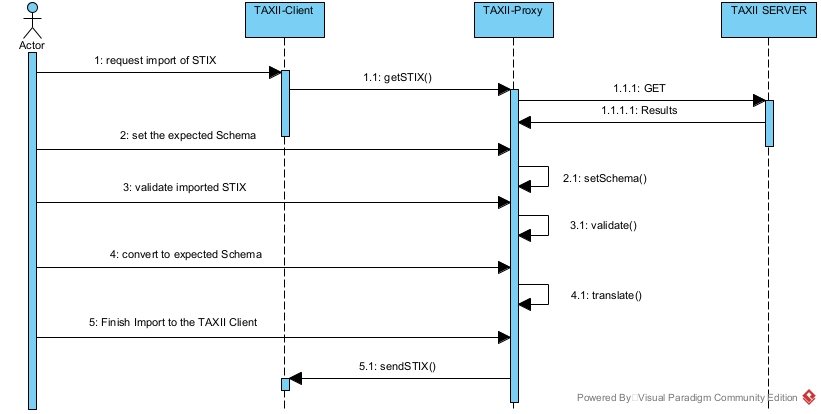 TAXII-Client
TAXII-Proxy
TAXII SERVER
Actor
1: request import of STIX
1.1: getSTIX()
1.1.1: GET
1.1.1.1: Results
2: set the expected Schema
2.1: setSchema()
3: validate imported STIX
3.1: validate()
4: convert to expected Schema
4.1: translate()
5: Finish Import to the TAXII Client
5.1: sendSTIX()
Powered By Visual Paradigm Community Edition